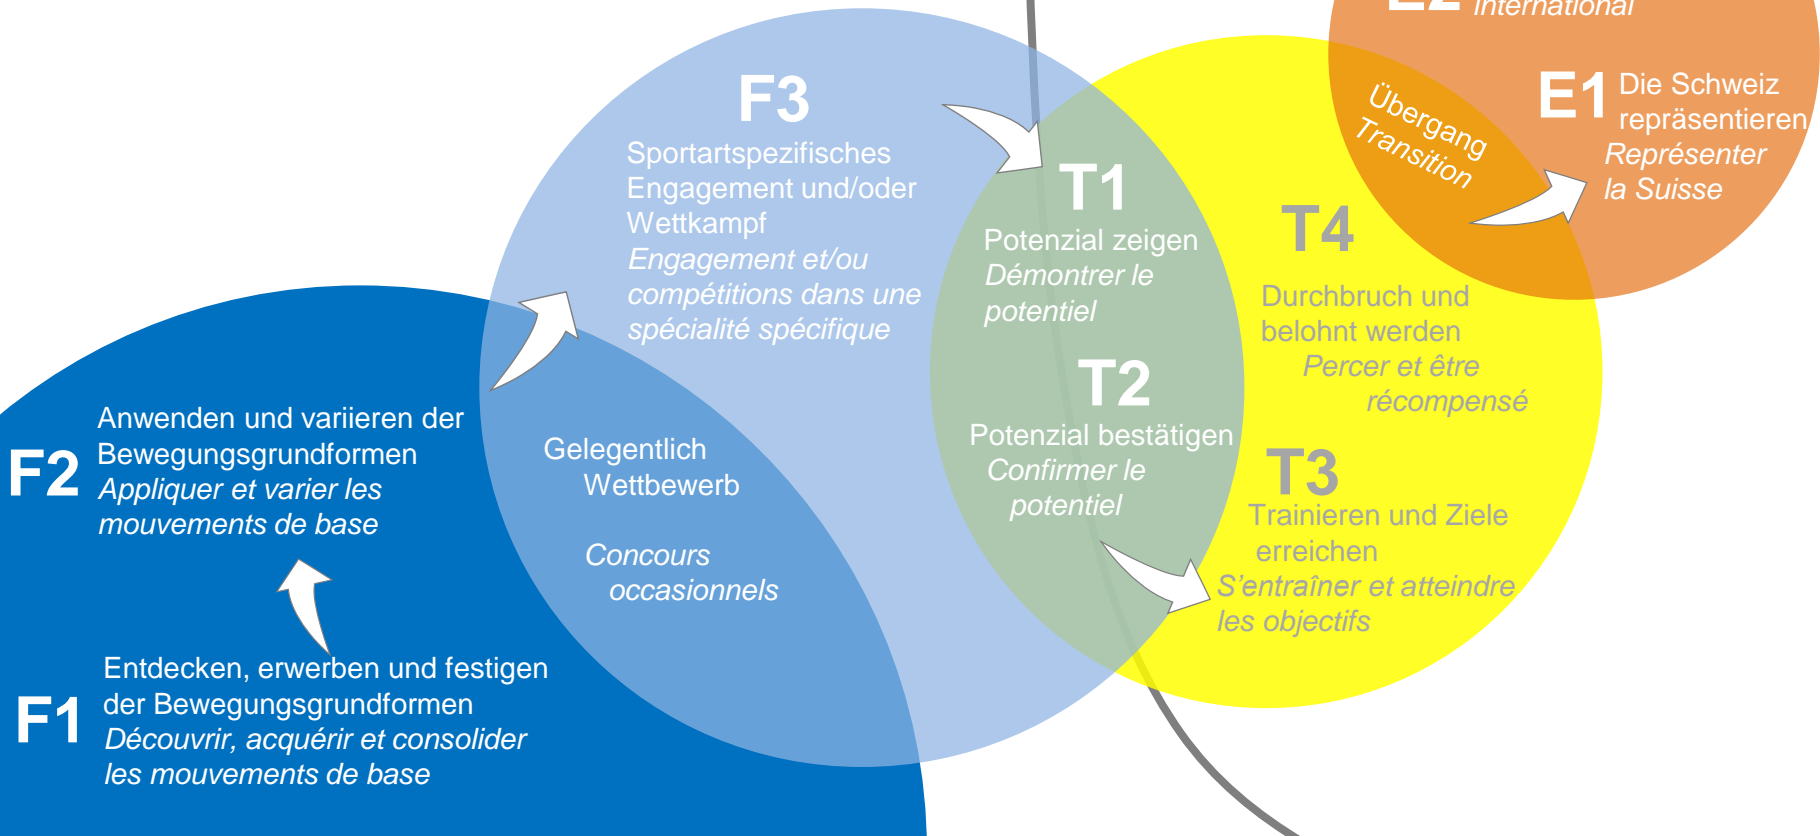 E2 international
E1 Die Schweiz
repräsentieren
Représenter
la Suisse
Übergang
Transition
F3
Sportartspezifisches
Engagement und/oder
Wettkampf
Engagement et/ou
compétitions dans une
spécialité spécifique
T1
Potenzial zeigen
Démontrer le
potentiel
T2
Potenzial bestätigen
Confirmer le
potentiel
T4
Durchbruch und
belohnt werden
Percer et être
récompensé
T3
Trainieren und Ziele
erreichen
S'entraîner et atteindre
les objectifs
Gelegentlich
Wettbewerb
Concours
occasionnels
F2
Anwenden und variieren der
Bewegungsgrundformen
Appliquer et varier les
mouvements de base
F1
Entdecken, erwerben und festigen
der Bewegungsgrundformen
Découvrir, acquérir et consolider
les mouvements de base